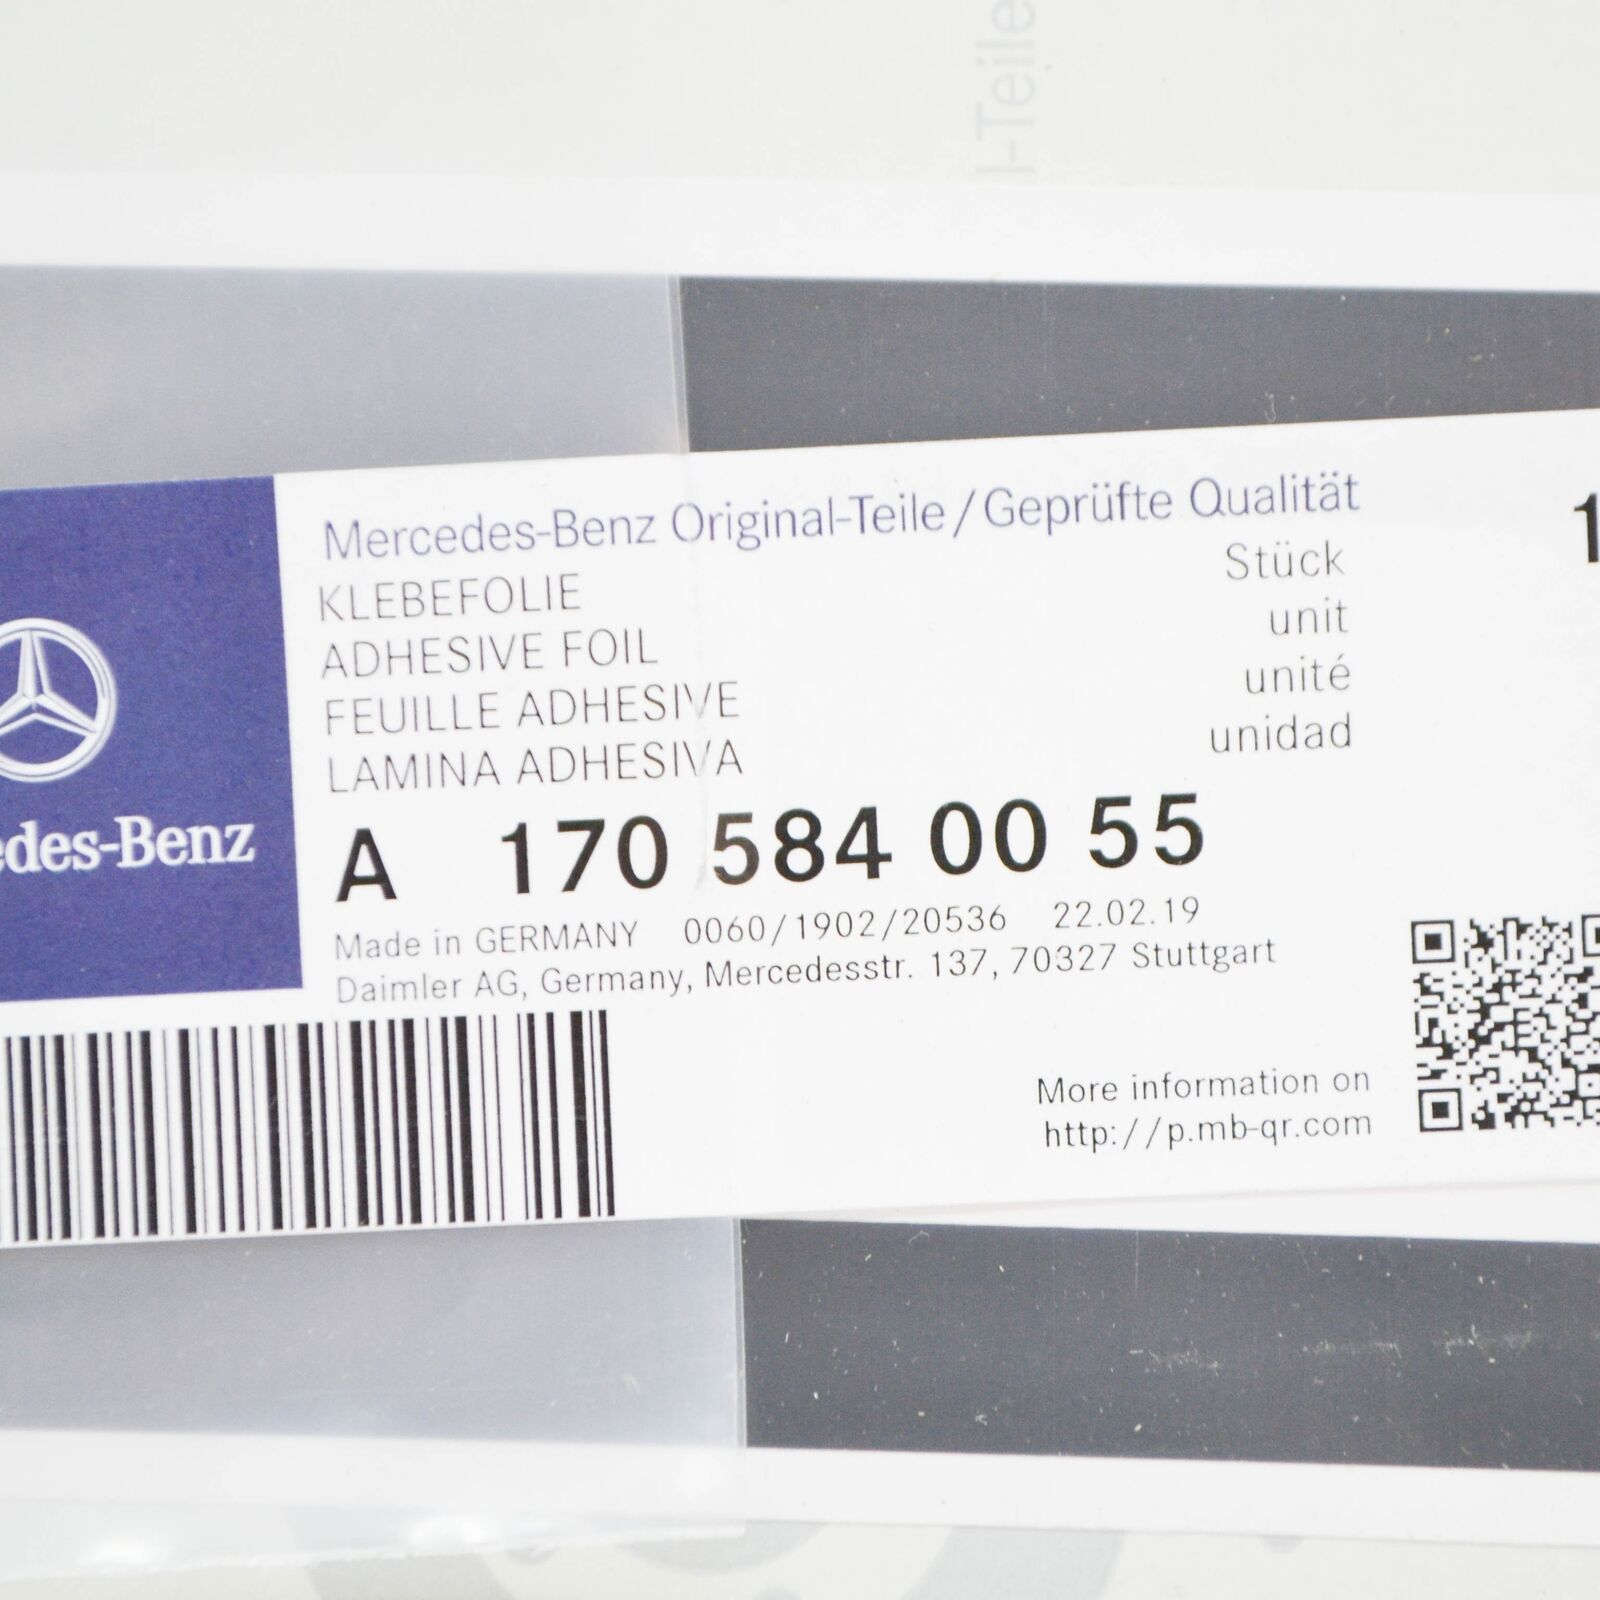 l-Teile
Mercedes-Benz Original-Teile/Geprüfte Qualität
KLEBEFOLIE
ADHESIVE FOIL
FEUILLE ADHESIVE
LAMINA ADHESIVA
Stück
unit
unité
unidad
1
edes-Benz
A 170 584 00 55
Made in GERMANY 0060/1902/20536 22.02.19
Daimler AG, Germany, Mercedesstr. 137, 70327 Stuttgart
More information on
http://p.mb-qr.com